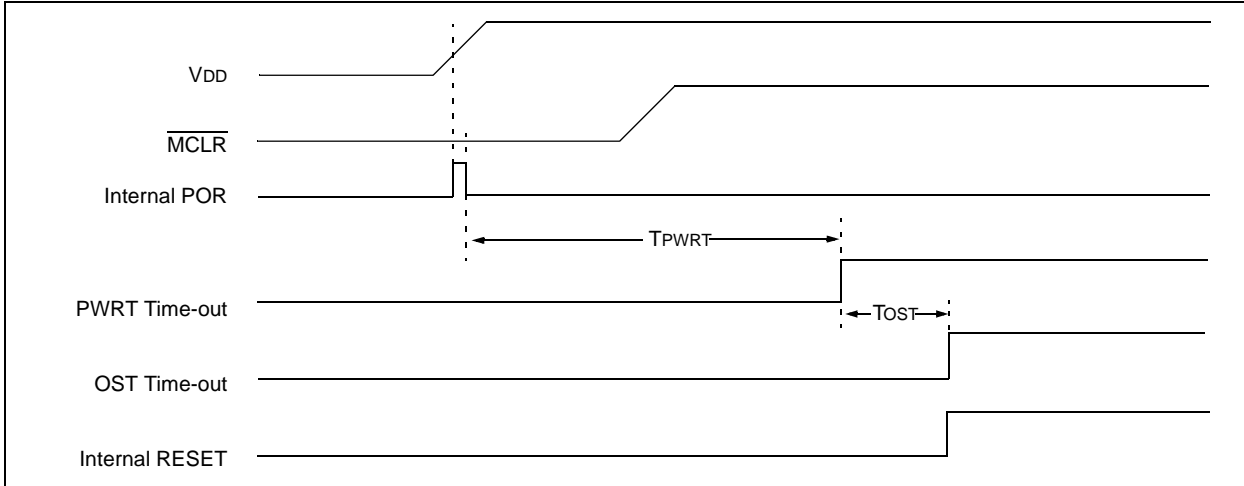 VDD
MCLR
Internal POR
TPWRT
PWRT Time-out
TOST
OST Time-out
Internal RESET